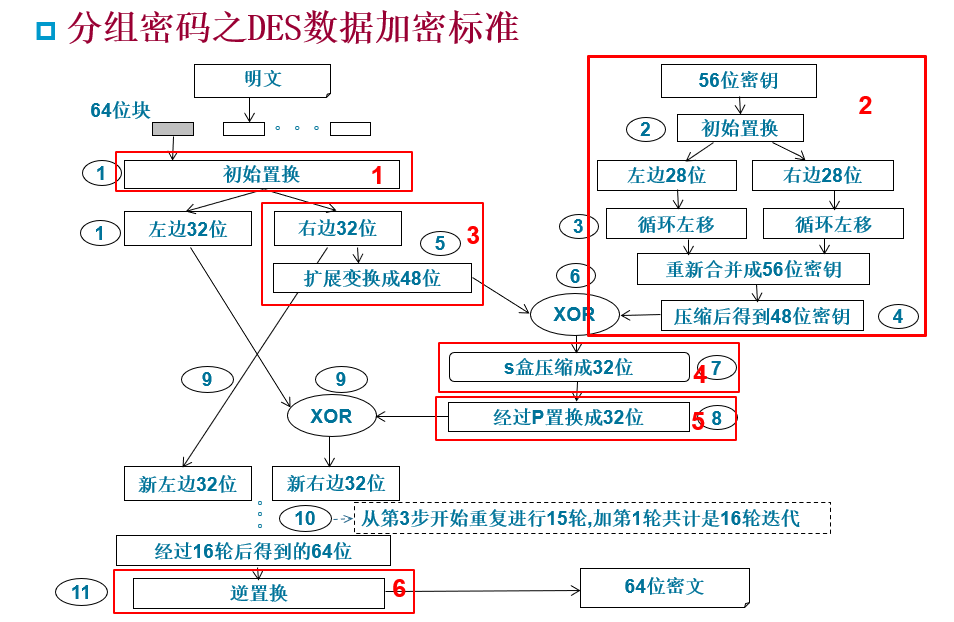 分组密码之DES数据加密标准
明文
64位块
56位密钥
2
2
初始置换
1
初始置换
1
左边28位
右边28位
1
左边32位
右边32位
5
3
3
循环左移
循环左移
扩展变换成48位
重新合并成56位密钥
6
XOR
压缩后得到48位密钥
4
s盒压缩成32位
4
7
9
9
XOR
经过P置换成32位
5
8
新左边32位
新右边32位
10
从第3步开始重复进行15轮,加第1轮共计是16轮迭代
经过16轮后得到的64位
11
逆置换
6
64位密文